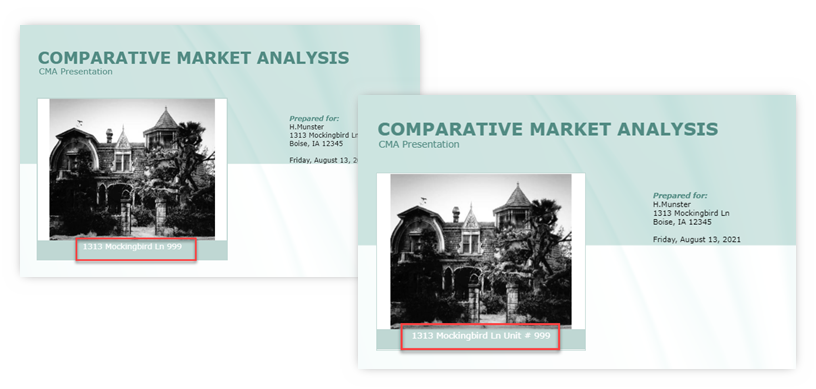 COMPARATIVE MARKET ANALYSIS
CMA Presentation
Prepared for:
H.Munster
1313 Mockingbird Ln
Boise, IA 12345
Friday, August 13, 2
1313 Mockingbird Ln 999
COMPARATIVE MARKET ANALYSIS
CMA Presentation
Prepared for:
H.Munster
1313 Mockingbird Ln
Boise, IA 12345
Friday, August 13, 2021
1313 Mockingbird Ln Unit # 999